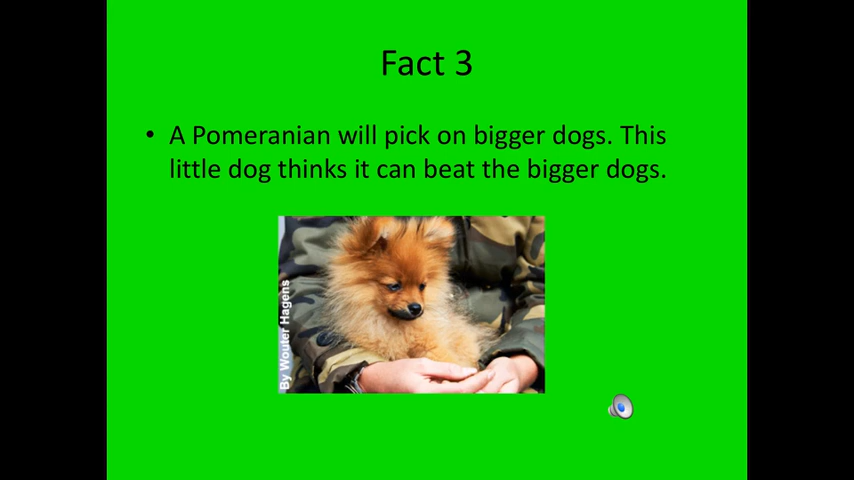 Fact 3
• A Pomeranian will pick on bigger dogs. This
little dog thinks it can beat the bigger dogs.
By Wouter Hagens